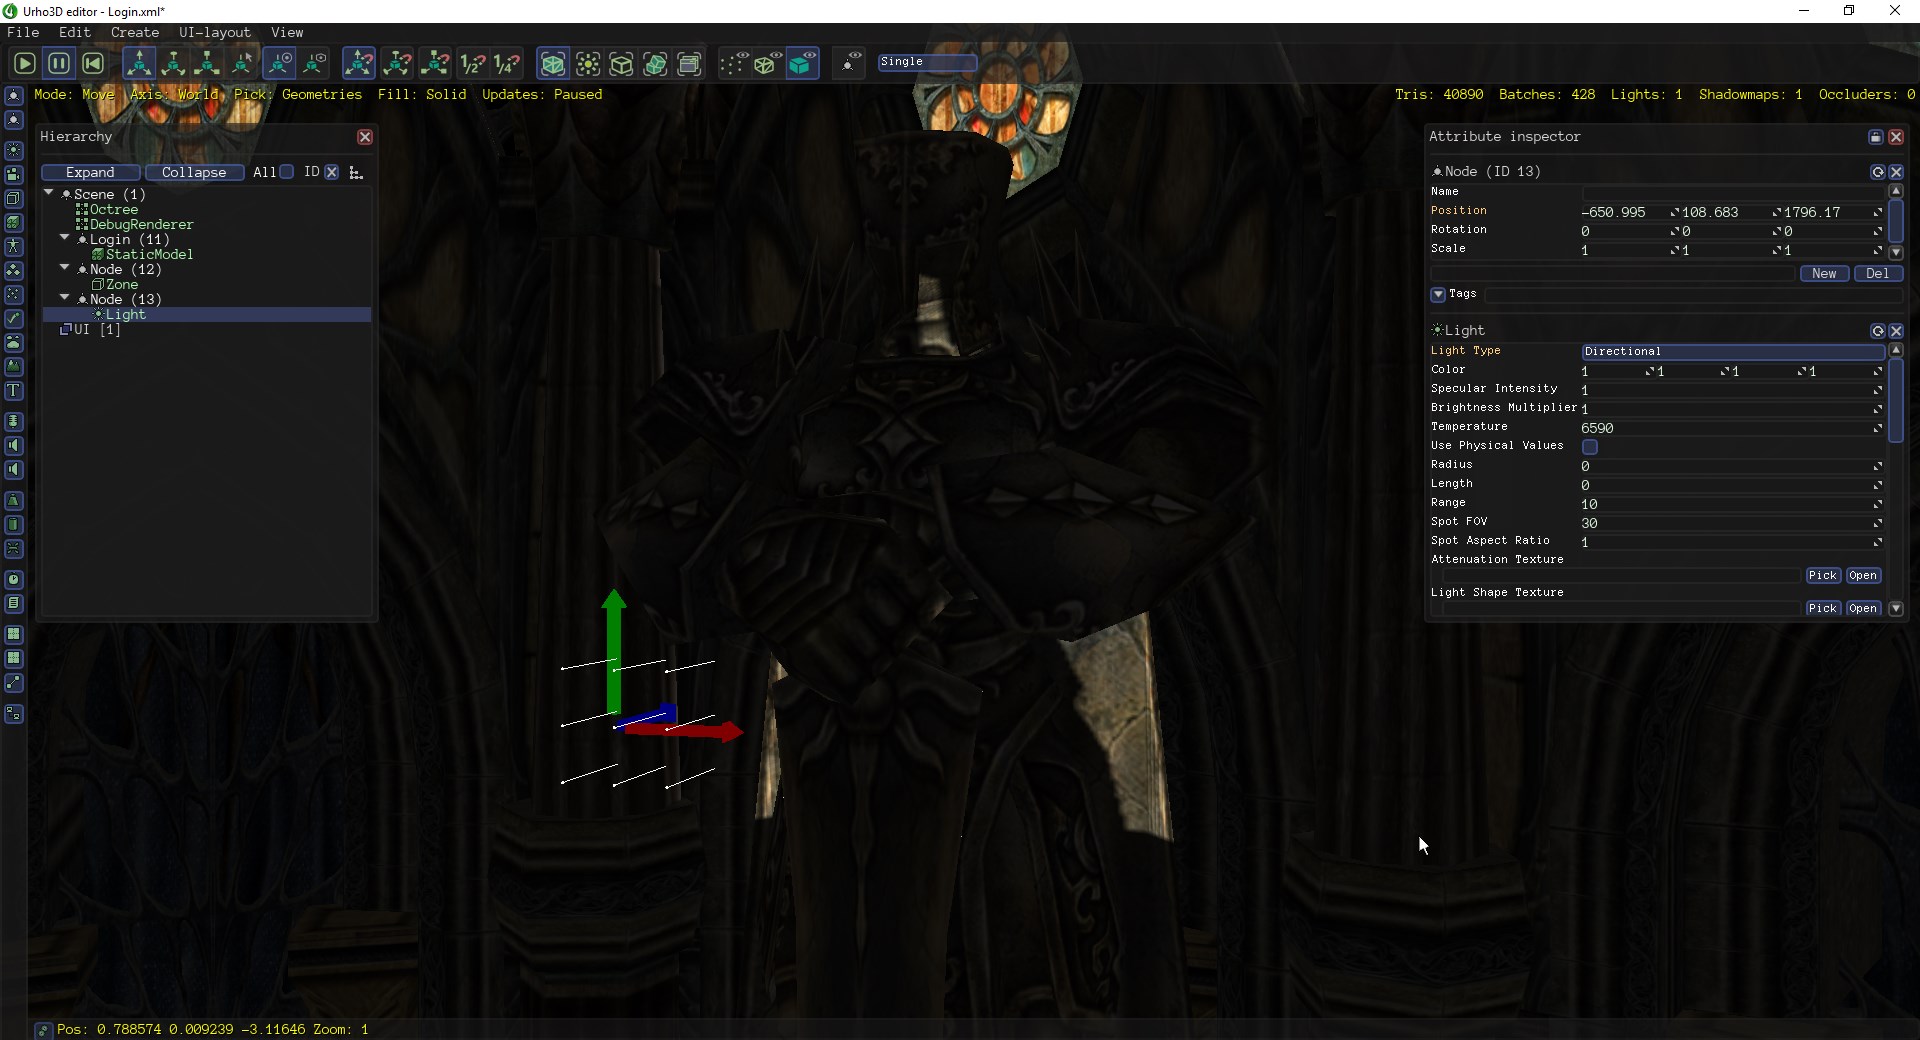 Urho3D editor - Login.xml*
File Edit Create UI-layout View
1/2? 1/4? Single
Mode: Move Axis: World Pick: Geometries Fill: Solid Updates: Paused
Tris: 40890 Batches: 428 Lights: 1 Shadowmaps: 1 Occluders: 0
Hierarchy
Expand Collapse All ID
Scene (1)
Octree
DebugRenderer
Login (11)
StaticModel
Node (12)
Zone
Node (13)
Light
UI [1]
Attribute inspector
Node (ID 13)
Name
Position -650.995 108.683 1796.17
Rotation 0 0 0
Scale 1 1 1
New Del
Tags
Light
Light Type Directional
Color 1 1 1 1
Specular Intensity 1
Brightness Multiplier 1
Temperature 6590
Use Physical Values
Radius 0
Length 0
Range 10
Spot FOV 30
Spot Aspect Ratio 1
Attenuation Texture
Pick Open
Light Shape Texture
Pick Open
T
Pos: 0.788574 0.009239 -3.11646 Zoom: 1